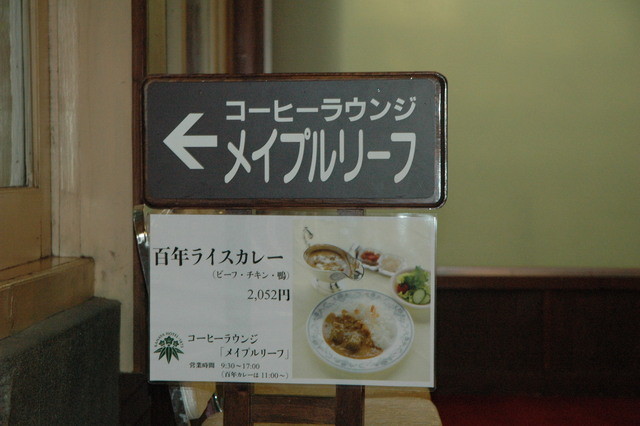 コーヒーラウンジ
メイプルリーフ
百年ライスカレー
(ビーフ・チキン・鴨)
2,052円
コーヒーラウンジ
「メイプルリーフ」
営業時間 9:30～17:00
(百年カレーは11:00～)